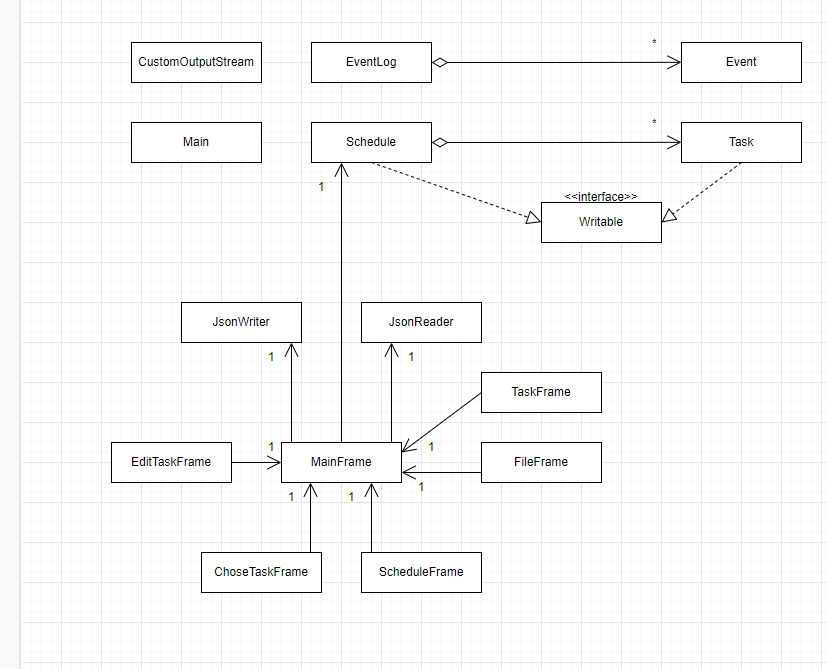 *
CustomOutputStream
EventLog
Event
*
Main
Schedule
Task
1
<<interface>>
Writable
JsonWriter
JsonReader
1
1
TaskFrame
1
1
EditTaskFrame
MainFrame
FileFrame
1
1
1
ChoseTaskFrame
ScheduleFrame